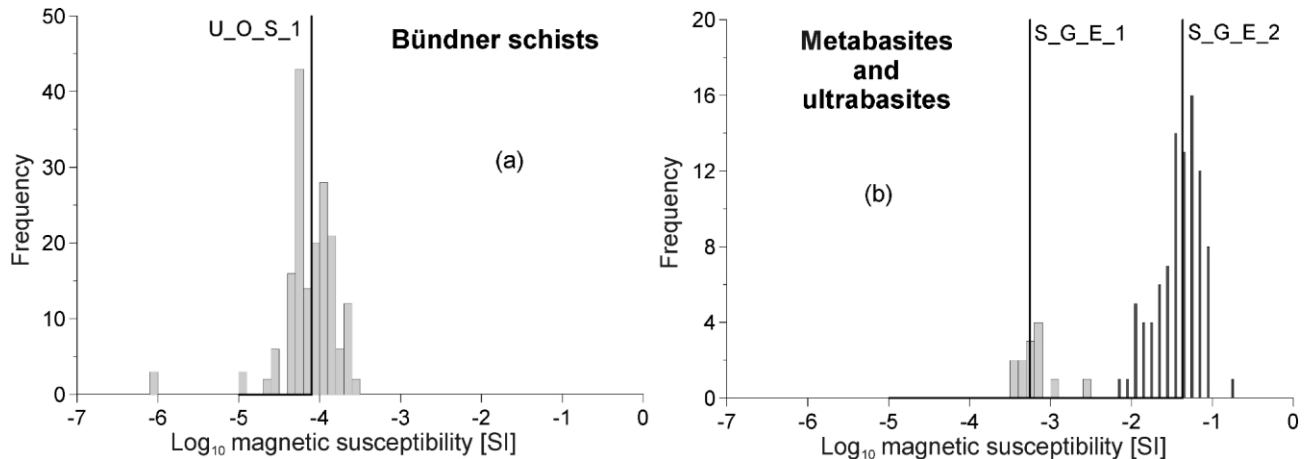 50
40
30
20
10
0
Frequency
U_O_S_1
Bündner schists
(a)
-7
-6
-5
-4
-3
-2
-1
0
Log₁₀ magnetic susceptibility [SI]
20
16
12
8
4
0
Frequency
Metabasites
and
ultrabasites
S_G_E_1
S_G_E_2
(b)
-7
-6
-5
-4
-3
-2
-1
0
Log₁₀ magnetic susceptibility [SI]